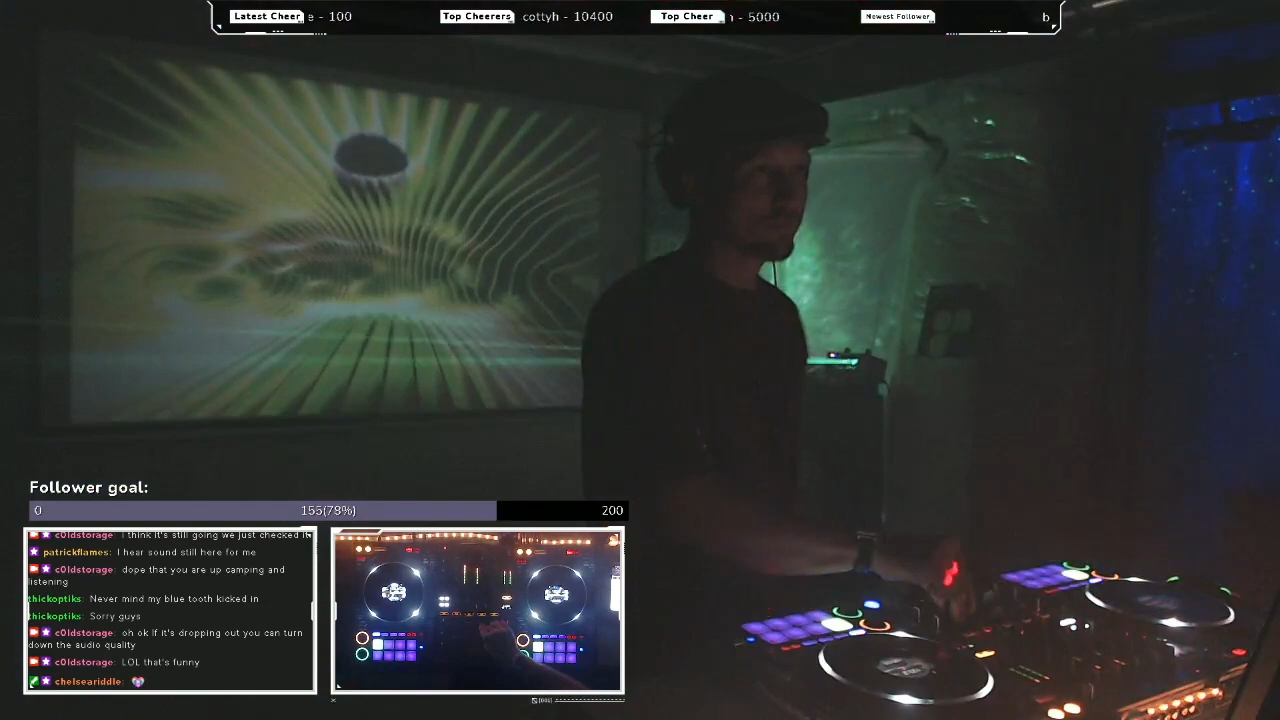 Latest Cheer e - 100 Top Cheerers cottyh - 10400 Top Cheer - 5000 Newest Follower b
Follower goal:
0 155(79%) 200
c0ldstorage: I think it's still going we just checked it
patrickflames: I hear sound still here for me
c0ldstorage: dope that you are up camping and
listening
thickoptiks: Never mind my blue tooth kicked in
thickoptiks: Sorry guys
c0ldstorage: oh ok If it's dropping out you can turn
down the audio quality
c0ldstorage: LOL that's funny
chelseariddle: